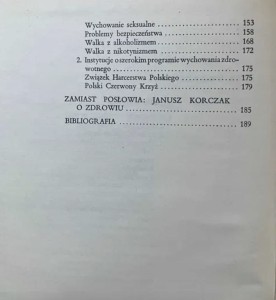 Wychowanie seksualne .................... 153
Problemy bezpieczeństwa .................... 158
Walka z alkoholizmem .................... 168
Walka z nikotynizmem .................... 172
2. Instytucje o szerokim programie wychowania zdro-
wotnego .................... 175
Związek Harcerstwa Polskiego .................... 175
Polski Czerwony Krzyż .................... 179
ZAMIAST POSŁOWIA: JANUSZ KORCZAK
O ZDROWIU .................... 185
BIBLIOGRAFIA .................... 189